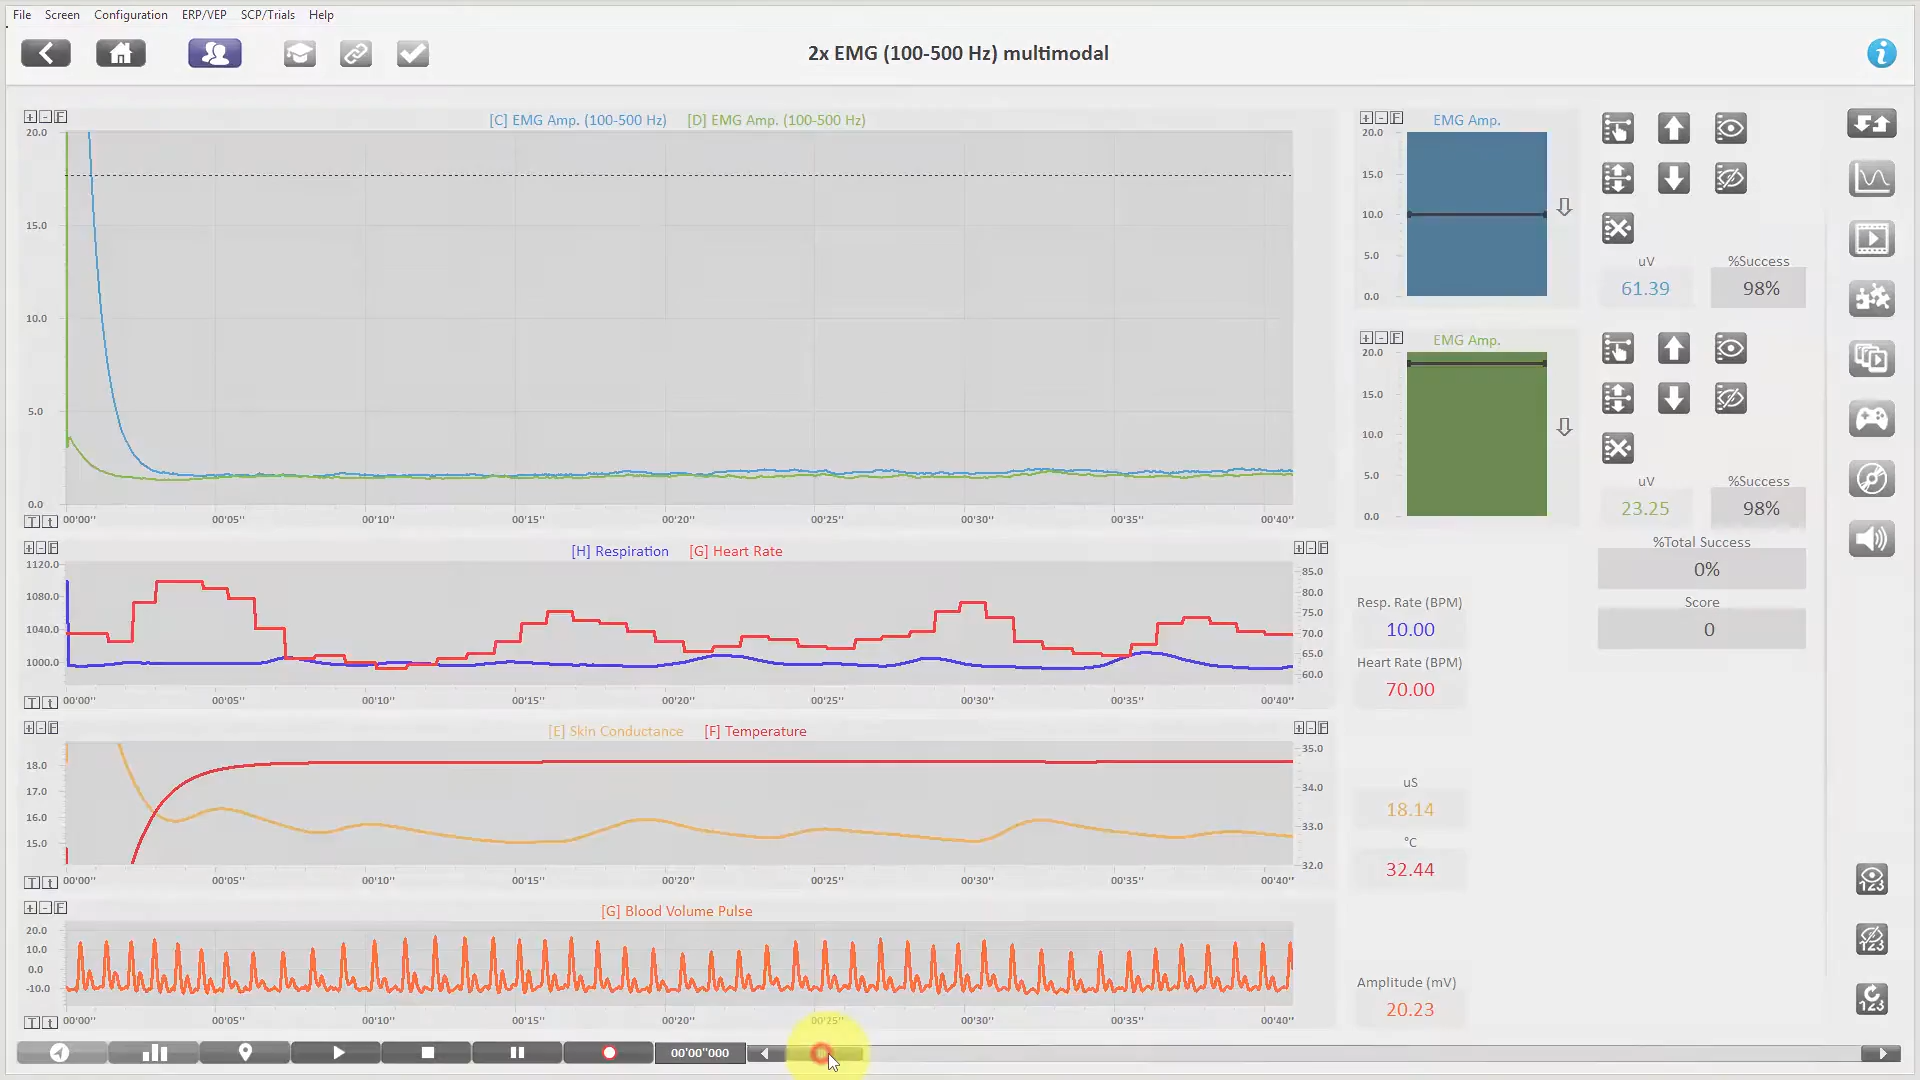 File Screen Configuration ERP/VEP SCP/Trials Help
2x EMG (100-500 Hz) multimodal
i
+ - F
[C] EMG Amp. (100-500 Hz) [D] EMG Amp. (100-500 Hz)
20.0
15.0
10.0
5.0
0.0
T t
00'00'' 00'05'' 00'10'' 00'15'' 00'20'' 00'25'' 00'30'' 00'35'' 00'40''
+ - F
EMG Amp.
20.0
15.0
10.0
5.0
0.0
uV %Success
61.39 98%
+ - F
EMG Amp.
20.0
15.0
10.0
5.0
0.0
uV %Success
23.25 98%
%Total Success
0%
Score
0
+ - F
[H] Respiration [G] Heart Rate
+ - F
1120.0
1080.0
1040.0
1000.0
85.0
80.0
75.0
70.0
65.0
60.0
T t
00'00'' 00'05'' 00'10'' 00'15'' 00'20'' 00'25'' 00'30'' 00'35'' 00'40''
Resp. Rate (BPM)
10.00
Heart Rate (BPM)
70.00
+ - F
[E] Skin Conductance [F] Temperature
+ - F
18.0
17.0
16.0
15.0
35.0
34.0
33.0
32.0
T t
00'00'' 00'05'' 00'10'' 00'15'' 00'20'' 00'25'' 00'30'' 00'35'' 00'40''
uS
18.14
°C
32.44
+ - F
[G] Blood Volume Pulse
20.0
10.0
0.0
-10.0
T t
00'00'' 00'05'' 00'10'' 00'15'' 00'20'' 00'25'' 00'30'' 00'35'' 00'40''
Amplitude (mV)
20.23
123
123
123
00'00''000